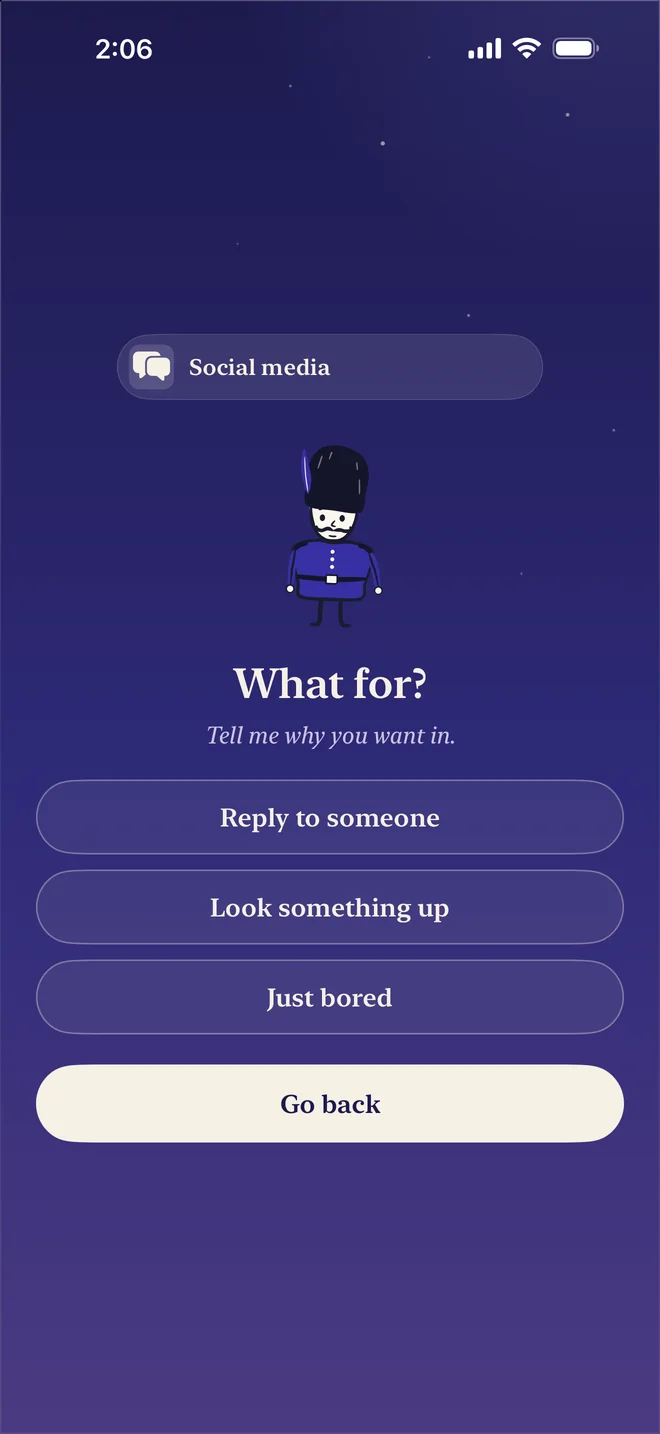 2:06
Social media
What for?
Tell me why you want in.
Reply to someone
Look something up
Just bored
Go back